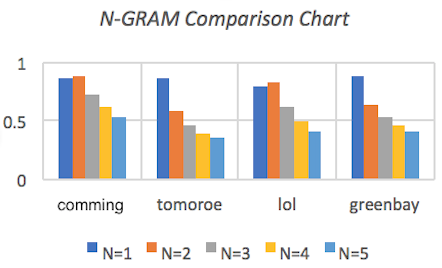 N-GRAM Comparison Chart
1
0.5
0
comming tomoroe lol greenbay
N=1 N=2 N=3 N=4 N=5